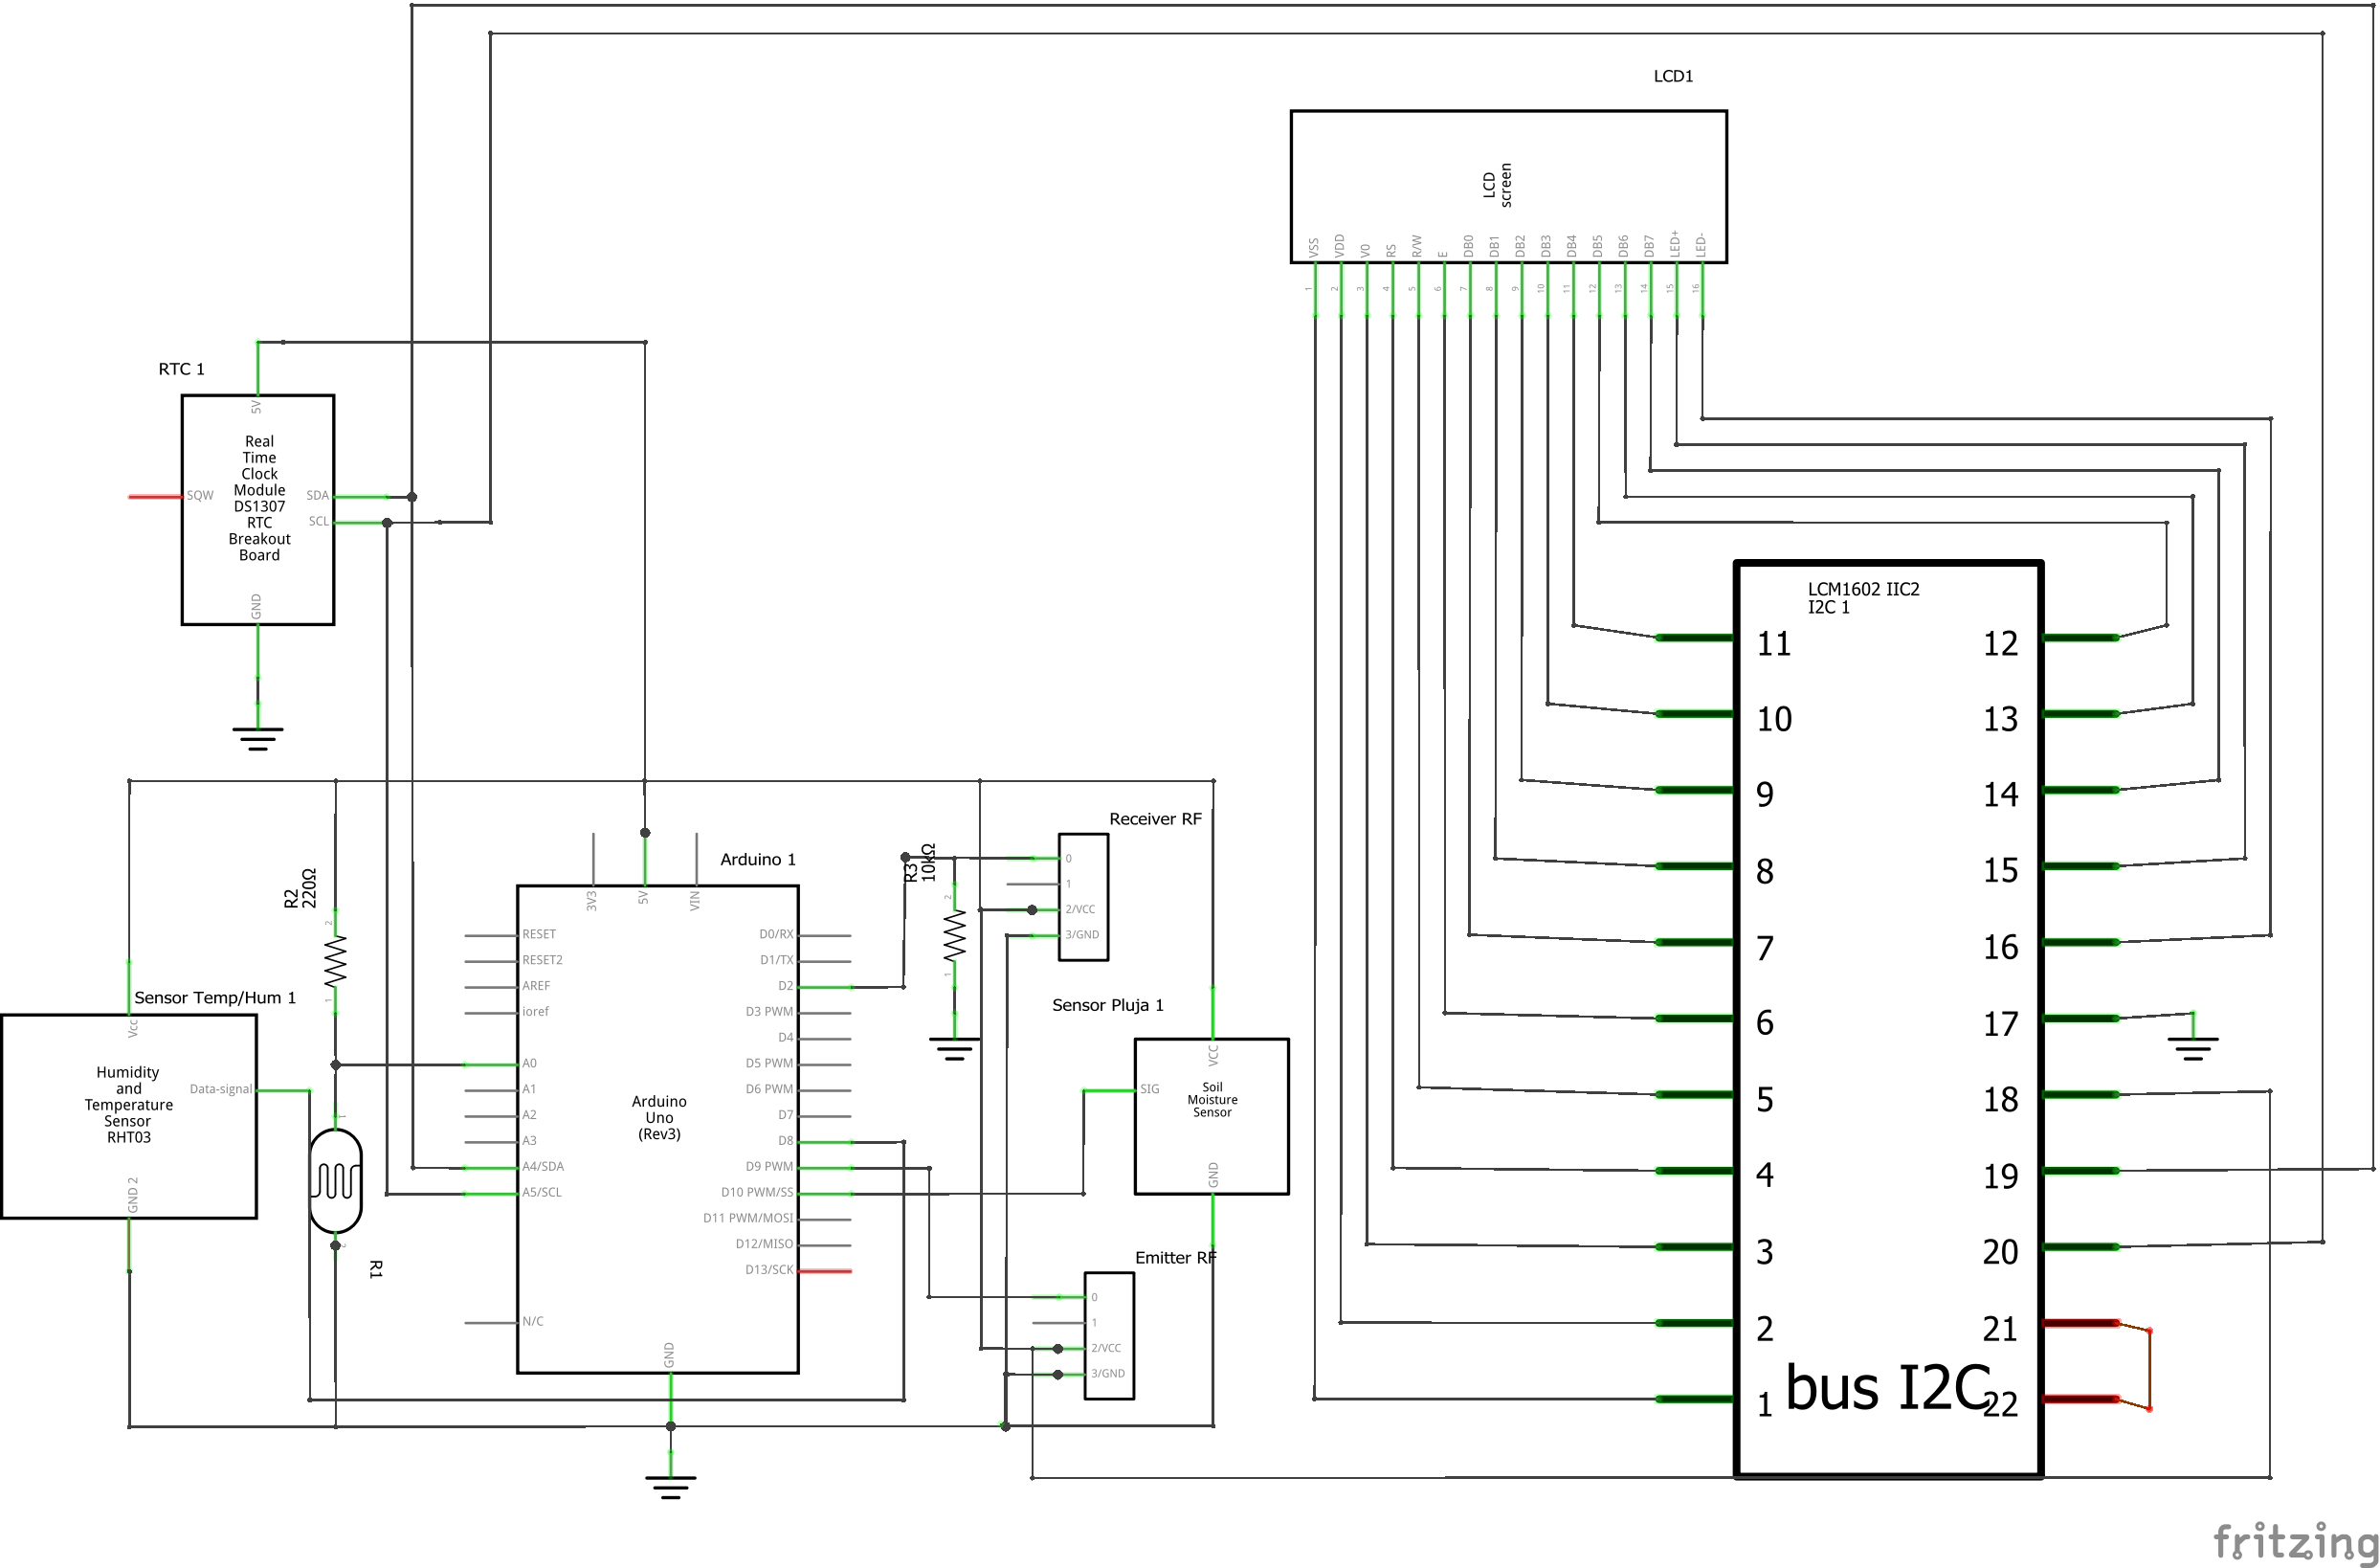 LCD1
LCD
screen
VSS
VDD
V0
RS
R/W
E
DB0
DB1
DB2
DB3
DB4
DB5
DB6
DB7
LED+
LED-
1
2
3
4
5
6
7
8
9
10
11
12
13
14
15
16
RTC 1
5V
Real
Time
Clock
Module
DS1307
RTC
Breakout
Board
SQW
SDA
SCL
GND
LCM1602 IIC2
I2C 1
11
10
9
8
7
6
5
4
3
2
1
12
13
14
15
16
17
18
19
20
21
22
bus I2C
R2
220Ω
2
1
Sensor Temp/Hum 1
Vcc
Humidity
and
Temperature
Sensor
RHT03
Data-signal
GND 2
1
2
R1
Arduino 1
3V3
5V
VIN
RESET
RESET2
AREF
ioref
A0
A1
A2
A3
A4/SDA
A5/SCL
N/C
Arduino
Uno
(Rev3)
D0/RX
D1/TX
D2
D3 PWM
D4
D5 PWM
D6 PWM
D7
D8
D9 PWM
D10 PWM/SS
D11 PWM/MOSI
D12/MISO
D13/SCK
GND
R3
10kΩ
2
1
Receiver RF
0
1
2/VCC
3/GND
Sensor Pluja 1
VCC
SIG
Soil
Moisture
Sensor
GND
Emitter RF
0
1
2/VCC
3/GND
fritzing